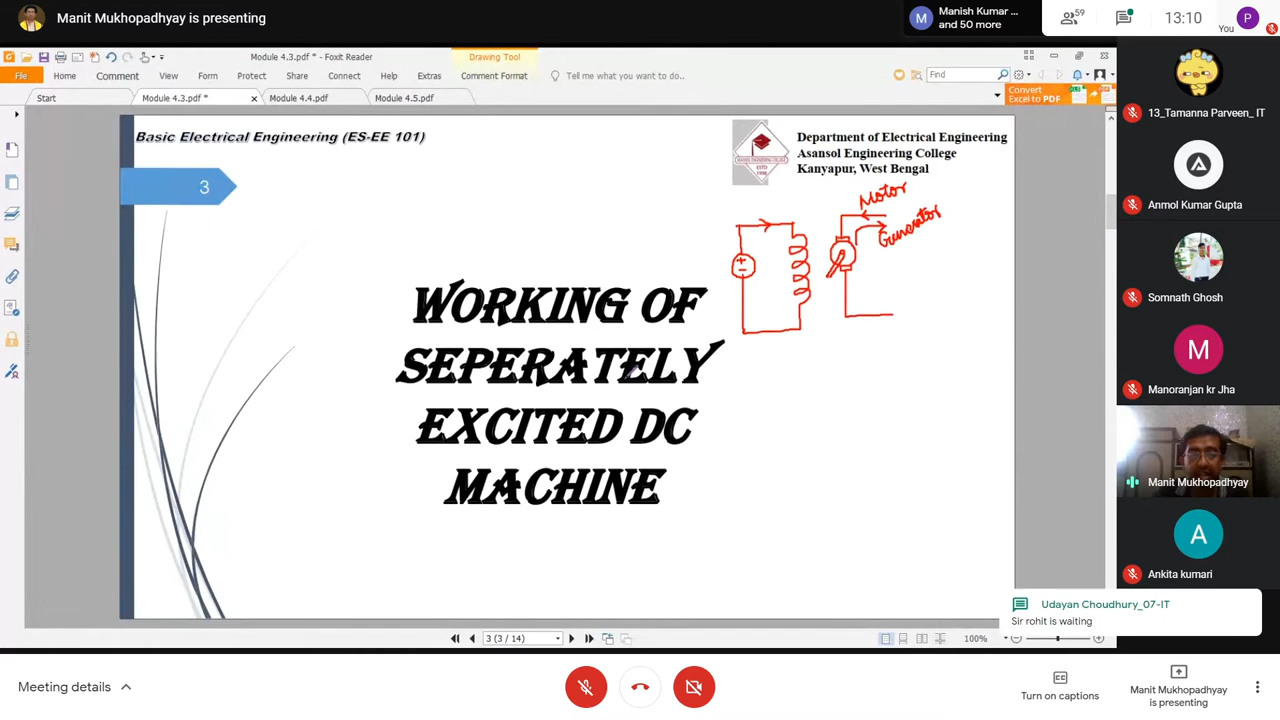 Manit Mukhopadhyay is presenting
M
Manish Kumar ...
and 50 more
59
13:10
You
P
Module 4.3.pdf * - Foxit Reader
Drawing Tool
File
Home
Comment
View
Form
Protect
Share
Connect
Help
Extras
Comment Format
Tell me what you want to do..
Find
Start
Module 4.3.pdf *
Module 4.4.pdf
Module 4.5.pdf
Convert
Excel to PDF
Basic Electrical Engineering (ES-EE 101)
Department of Electrical Engineering
Asansol Engineering College
Kanyapur, West Bengal
3
Motor
Generator
WORKING OF
SEPERATELY
EXCITED DC
MACHINE
3 (3 / 14)
100%
13_Tamanna Parveen_ IT
Anmol Kumar Gupta
Somnath Ghosh
M
Manoranjan kr Jha
Manit Mukhopadhyay
A
Ankita kumari
Udayan Choudhury_07-IT
Sir rohit is waiting
Meeting details
Turn on captions
Manit Mukhopadhyay
is presenting